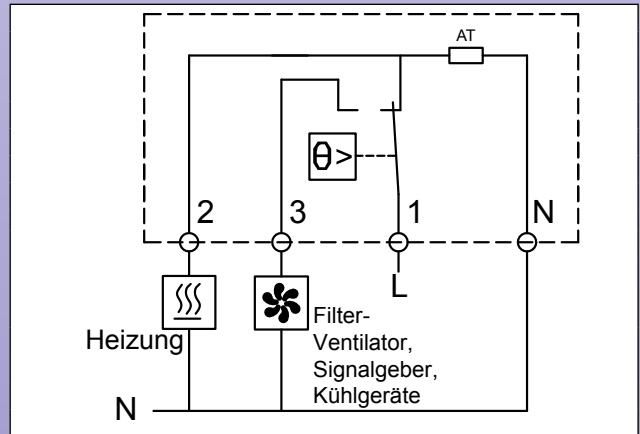 AT
θ>
2
3
1
N
L
Heizung
Filter-
Ventilator,
Signalgeber,
Kühlgeräte
N